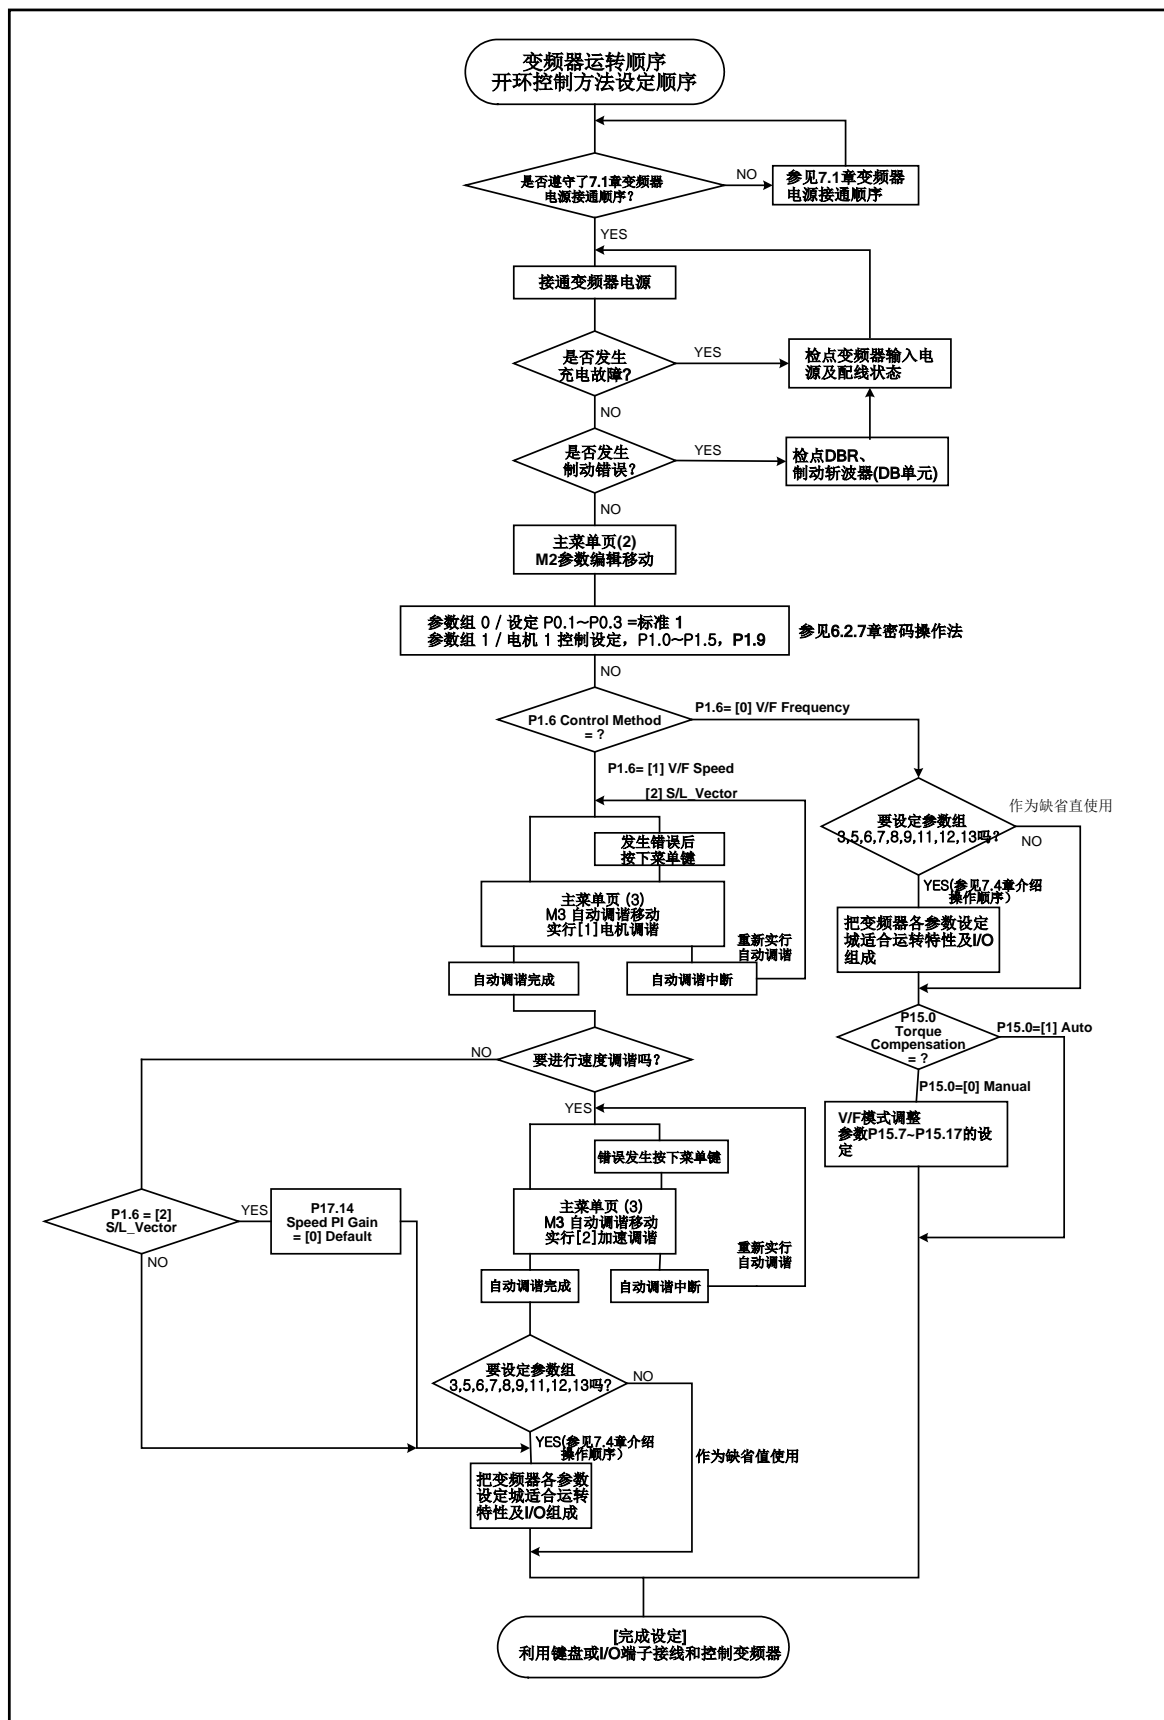 变频器运转顺序
开环控制方法设定顺序
是否遵守了7.1章变频器
电源接通顺序?
NO
参见7.1章变频器
电源接通顺序
YES
接通变频器电源
是否发生
充电故障?
YES
检点变频器输入电
源及配线状态
NO
是否发生
制动错误?
YES
检点DBR、
制动斩波器(DB单元)
NO
主菜单页(2)
M2参数编辑移动
参数组 0 / 设定 P0.1~P0.3 =标准 1
参数组 1 / 电机 1 控制设定，P1.0~P1.5，P1.9
参见6.2.7章密码操作法
NO
P1.6 Control Method
= ?
P1.6= [0] V/F Frequency
P1.6= [1] V/F Speed
[2] S/L_Vector
发生错误后
按下菜单键
主菜单页 (3)
M3 自动调谐移动
实行[1]电机调谐
重新实行
自动调谐
自动调谐完成
自动调谐中断
要设定参数组
3,5,6,7,8,9,11,12,13吗?
作为缺省直使用
NO
YES(参见7.4章介绍
操作顺序）
把变频器各参数设定
城适合运转特性及I/O
组成
P15.0
Torque
Compensation
= ?
P15.0=[1] Auto
P15.0=[0] Manual
V/F模式调整
参数P15.7~P15.17的设
定
要进行速度调谐吗?
NO
YES
错误发生按下菜单键
主菜单页 (3)
M3 自动调谐移动
实行[2]加速调谐
重新实行
自动调谐
自动调谐完成
自动调谐中断
P1.6 = [2]
S/L_Vector
YES
P17.14
Speed PI Gain
= [0] Default
NO
要设定参数组
3,5,6,7,8,9,11,12,13吗?
NO
YES(参见7.4章介绍
操作顺序）
作为缺省值使用
把变频器各参数
设定城适合运转
特性及I/O组成
[完成设定]
利用键盘或I/O端子接线和控制变频器